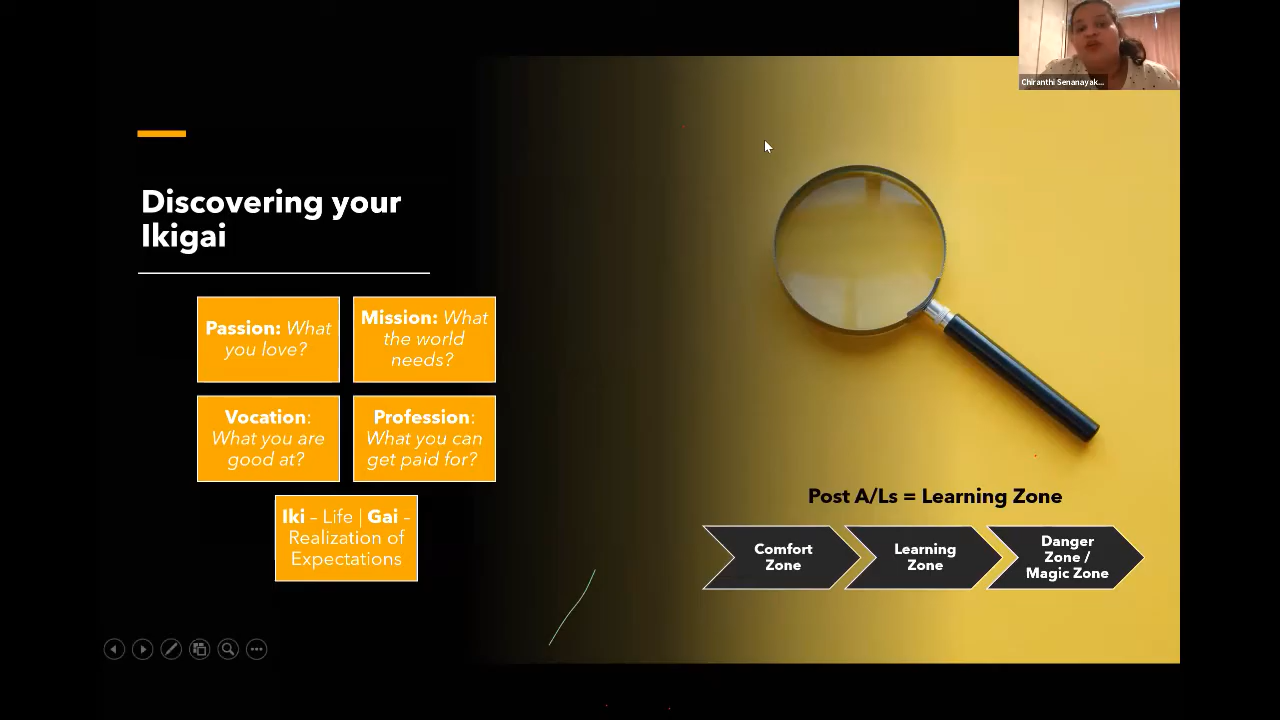 Chiranthi Senanayak...
Discovering your
Ikigai
Passion: What
you love?
Mission: What
the world
needs?
Vocation:
What you are
good at?
Profession:
What you can
get paid for?
Iki – Life | Gai –
Realization of
Expectations
Post A/Ls = Learning Zone
Comfort
Zone
Learning
Zone
Danger
Zone /
Magic Zone